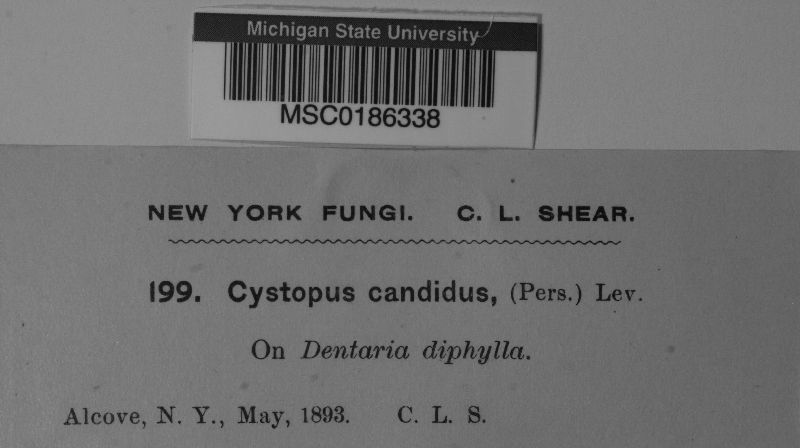 Michigan State University
MSC0186338
NEW YORK FUNGI. C. L. SHEAR.
199. Cystopus candidus, (Pers.) Lev.
On Dentaria diphylla.
Alcove, N. Y., May, 1893. C. L. S.